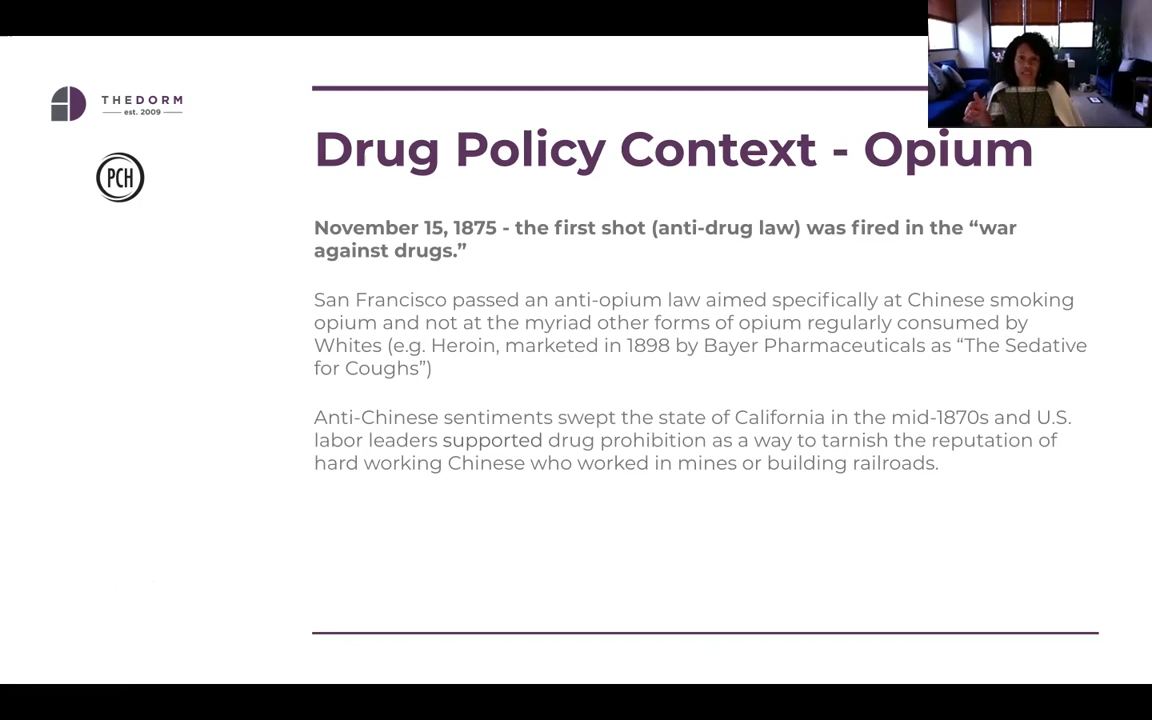 THEDORM
est. 2009
PCH
Drug Policy Context - Opium
November 15, 1875 - the first shot (anti-drug law) was fired in the “war
against drugs.”
San Francisco passed an anti-opium law aimed specifically at Chinese smoking
opium and not at the myriad other forms of opium regularly consumed by
Whites (e.g. Heroin, marketed in 1898 by Bayer Pharmaceuticals as “The Sedative
for Coughs”)
Anti-Chinese sentiments swept the state of California in the mid-1870s and U.S.
labor leaders supported drug prohibition as a way to tarnish the reputation of
hard working Chinese who worked in mines or building railroads.